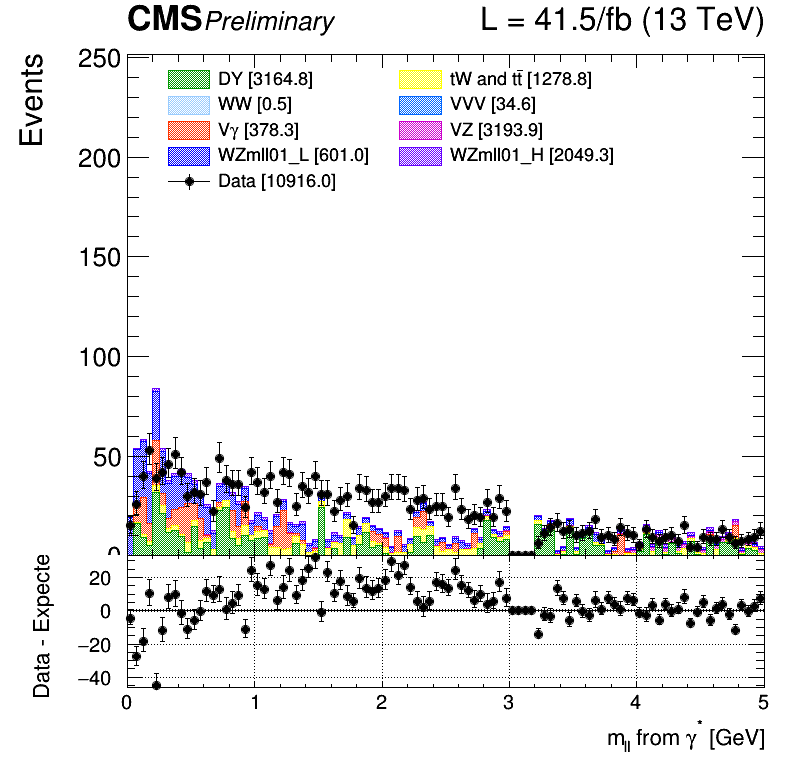 CMS Preliminary L = 41.5/fb (13 TeV)
Events
250
200
150
100
50
0
DY [3164.8] tW and tt̄ [1278.8]
WW [0.5] VVV [34.6]
Vγ [378.3] VZ [3193.9]
WZmll01_L [601.0] WZmll01_H [2049.3]
Data [10916.0]
Data - Expecte
20
0
−20
−40
0 1 2 3 4 5
m_ll from γ* [GeV]